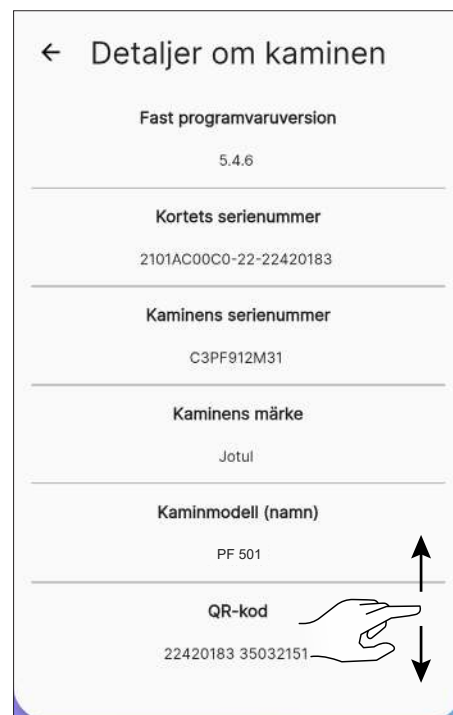 ← Detaljer om kaminen
Fast programvaruversion
5.4.6
Kortets serienummer
2101AC00C0-22-22420183
Kaminens serienummer
C3PF912M31
Kaminens märke
Jotul
Kaminmodell (namn)
PF 501
QR-kod
22420183 35032151